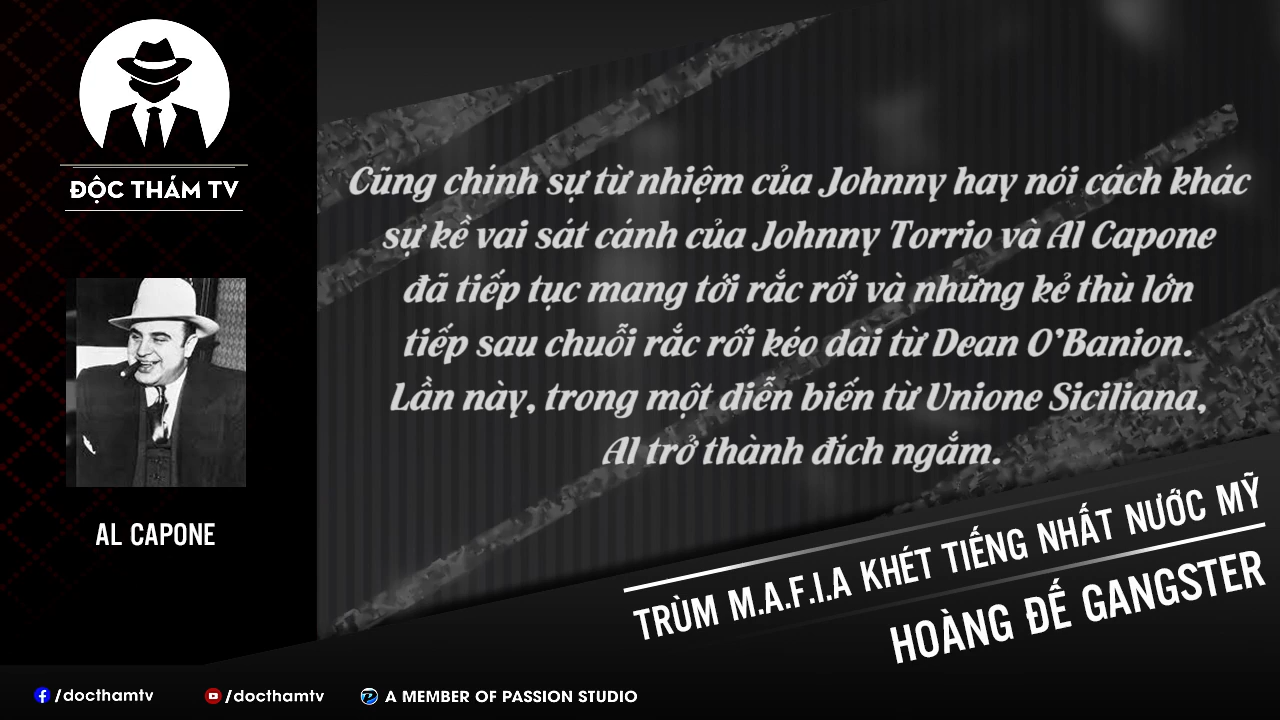 ĐỘC THÁM TV
AL CAPONE
Cũng chính sự từ nhiệm của Johnny hay nói cách khác
sự kề vai sát cánh của Johnny Torrio và Al Capone
đã tiếp tục mang tới rắc rối và những kẻ thù lớn
tiếp sau chuỗi rắc rối kéo dài từ Dean O'Banion.
Lần này, trong một diễn biến từ Unione Siciliana,
Al trở thành đích ngắm.
TRÙM M.A.F.I.A KHÉT TIẾNG NHẤT NƯỚC MỸ
HOÀNG ĐẾ GANGSTER
/docthamtv
/docthamtv
A MEMBER OF PASSION STUDIO